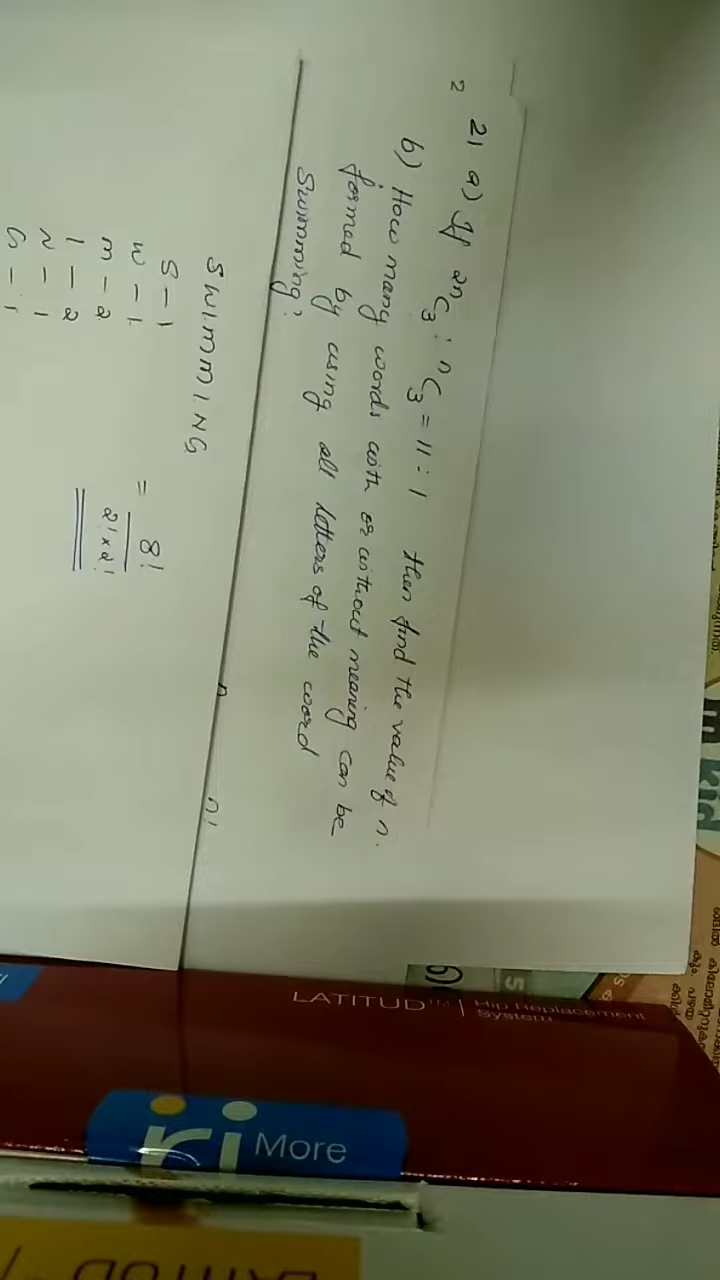 2 21 a) If 2nC3 : nC3 = 11 : 1 then find the value of n.
b) How many words with or without meaning can be
formed by using all letters of the word
Swimming?
SWIMMING
S - 1
W - 1
m - 2
I - 2
N - 1
G - 1
= 8!
2! x 2!
n
n!
LATITUD™ | Hip Replacement
System
ri More